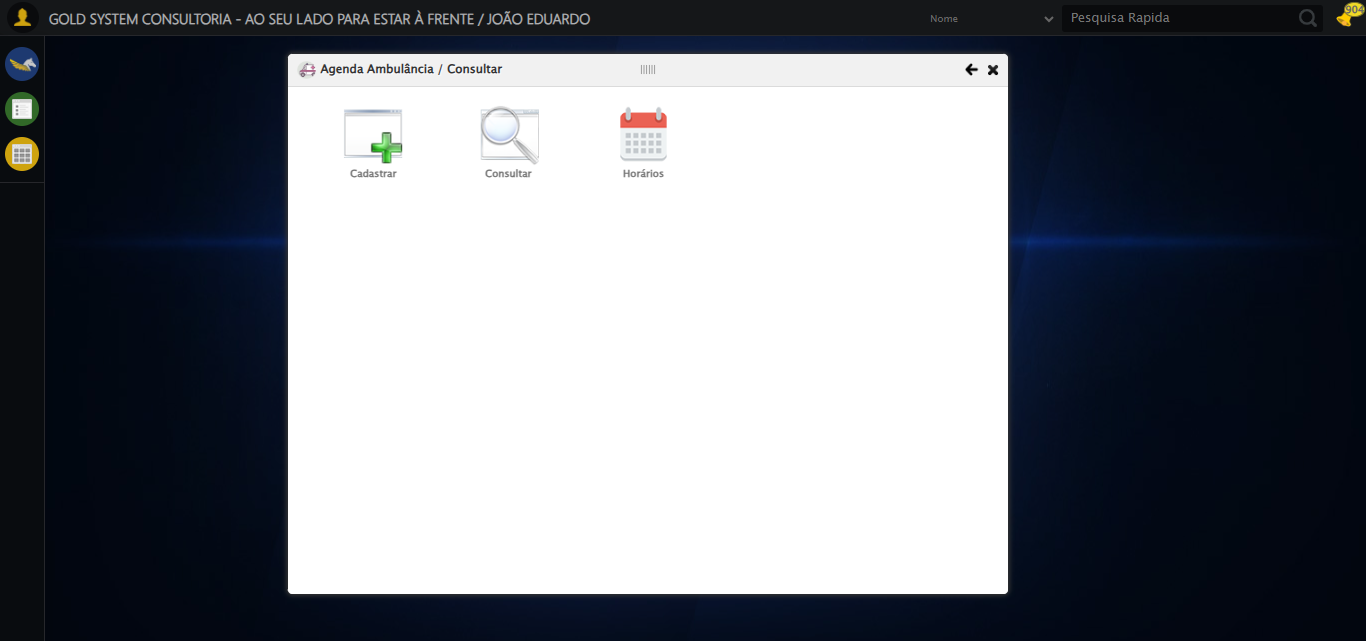 GOLD SYSTEM CONSULTORIA - AO SEU LADO PARA ESTAR À FRENTE / JOÃO EDUARDO
Nome
Pesquisa Rapida
904
Agenda Ambulância / Consultar
Cadastrar
Consultar
Horários